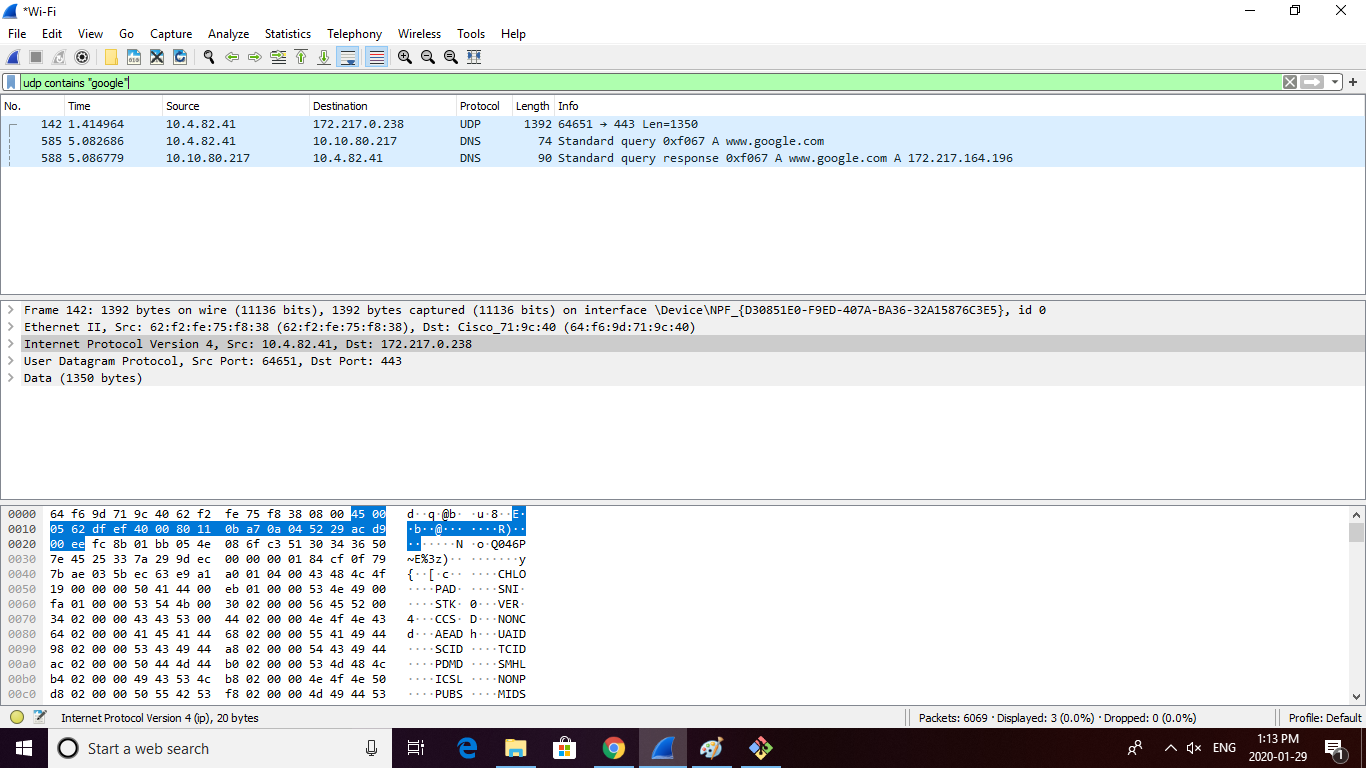 *Wi-Fi
File Edit View Go Capture Analyze Statistics Telephony Wireless Tools Help
udp contains "google"
No. Time Source Destination Protocol Length Info
142 1.414964 10.4.82.41 172.217.0.238 UDP 1392 64651 → 443 Len=1350
585 5.082686 10.4.82.41 10.10.80.217 DNS 74 Standard query 0xf067 A www.google.com
588 5.086779 10.10.80.217 10.4.82.41 DNS 90 Standard query response 0xf067 A www.google.com A 172.217.164.196
Frame 142: 1392 bytes on wire (11136 bits), 1392 bytes captured (11136 bits) on interface \Device\NPF_{D30851E0-F9ED-407A-BA36-32A15876C3E5}, id 0
Ethernet II, Src: 62:f2:fe:75:f8:38 (62:f2:fe:75:f8:38), Dst: Cisco_71:9c:40 (64:f6:9d:71:9c:40)
Internet Protocol Version 4, Src: 10.4.82.41, Dst: 172.217.0.238
User Datagram Protocol, Src Port: 64651, Dst Port: 443
Data (1350 bytes)
0000 64 f6 9d 71 9c 40 62 f2 fe 75 f8 38 08 00 45 00 d··q·@b· ·u·8··E·
0010 05 62 df ef 40 00 80 11 0b a7 0a 04 52 29 ac d9 ·b··@··· ····R)··
0020 00 ee fc 8b 01 bb 05 4e 08 6f c3 51 30 34 36 50 ·······N ·o·Q046P
0030 7e 45 25 33 7a 29 9d ec 00 00 00 01 84 cf 0f 79 ~E%3z)·· ·······y
0040 7b ae 03 5b ec 63 e9 a1 a0 01 04 00 43 48 4c 4f {··[·c·· ····CHLO
0050 19 00 00 00 50 41 44 00 eb 01 00 00 53 4e 49 00 ····PAD· ····SNI·
0060 fa 01 00 00 53 54 4b 00 30 02 00 00 56 45 52 00 ····STK· 0···VER·
0070 34 02 00 00 43 43 53 00 44 02 00 00 4e 4f 4e 43 4···CCS· D···NONC
0080 64 02 00 00 41 45 41 44 68 02 00 00 55 41 49 44 d···AEAD h···UAID
0090 98 02 00 00 53 43 49 44 a8 02 00 00 54 43 49 44 ····SCID ····TCID
00a0 ac 02 00 00 50 44 4d 44 b0 02 00 00 53 4d 48 4c ····PDMD ····SMHL
00b0 b4 02 00 00 49 43 53 4c b8 02 00 00 4e 4f 4e 50 ····ICSL ····NONP
00c0 d8 02 00 00 50 55 42 53 f8 02 00 00 4d 49 44 53 ····PUBS ····MIDS
Internet Protocol Version 4 (ip), 20 bytes Packets: 6069 · Displayed: 3 (0.0%) · Dropped: 0 (0.0%) Profile: Default
Start a web search ENG 1:13 PM
2020-01-29 1